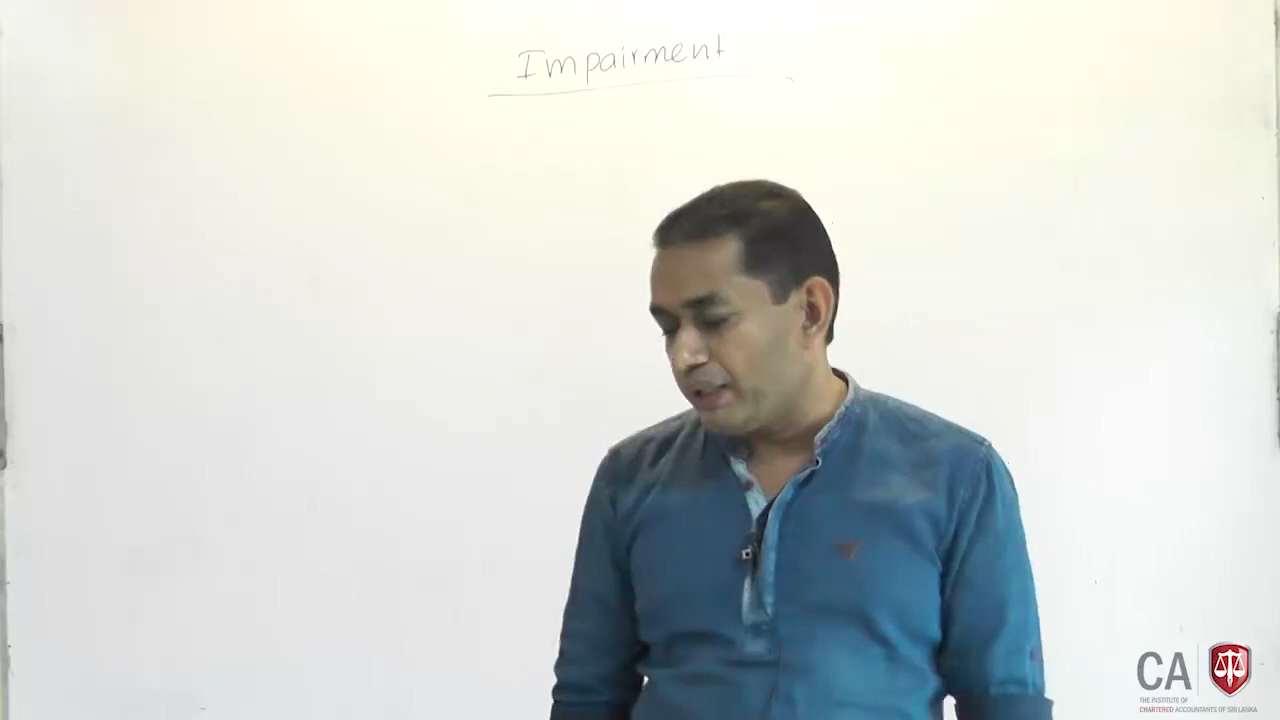 Impairment
CA
THE INSTITUTE OF
CHARTERED ACCOUNTANTS OF SRI LANKA